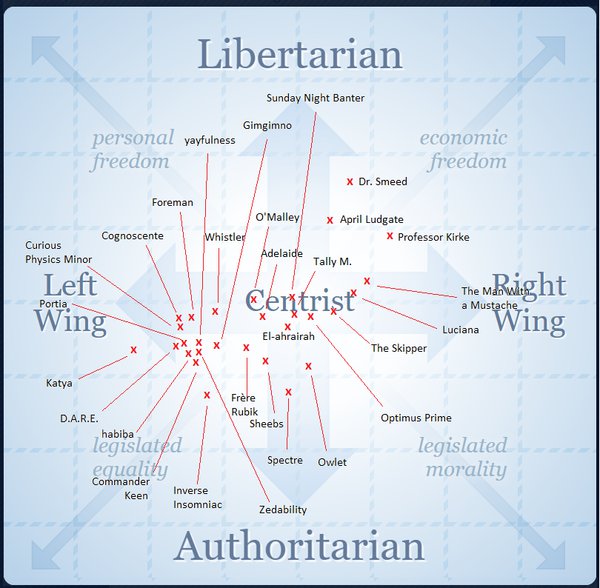 Libertarian
Sunday Night Banter
Gimgimno
personal
freedom
yayfulness
economic
freedom
X Dr. Smeed
Foreman
O'Malley
X April Ludgate
Cognoscente
Whistler
X Professor Kirke
Curious
Physics Minor
Adelaide
Tally M.
Left
Wing
Portia
Centrist
Right
Wing
The Man With
a Mustache
El-ahrairah
Luciana
The Skipper
Katya
Frère
Rubik
D.A.R.E.
Sheebs
Optimus Prime
habiba
legislated
equality
legislated
morality
Spectre
Owlet
Commander
Keen
Inverse
Insomniac
Zedability
Authoritarian